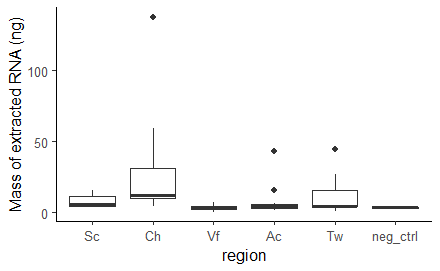 Mass of extracted RNA (ng)
100
50
0
Sc Ch Vf Ac Tw neg_ctrl
region